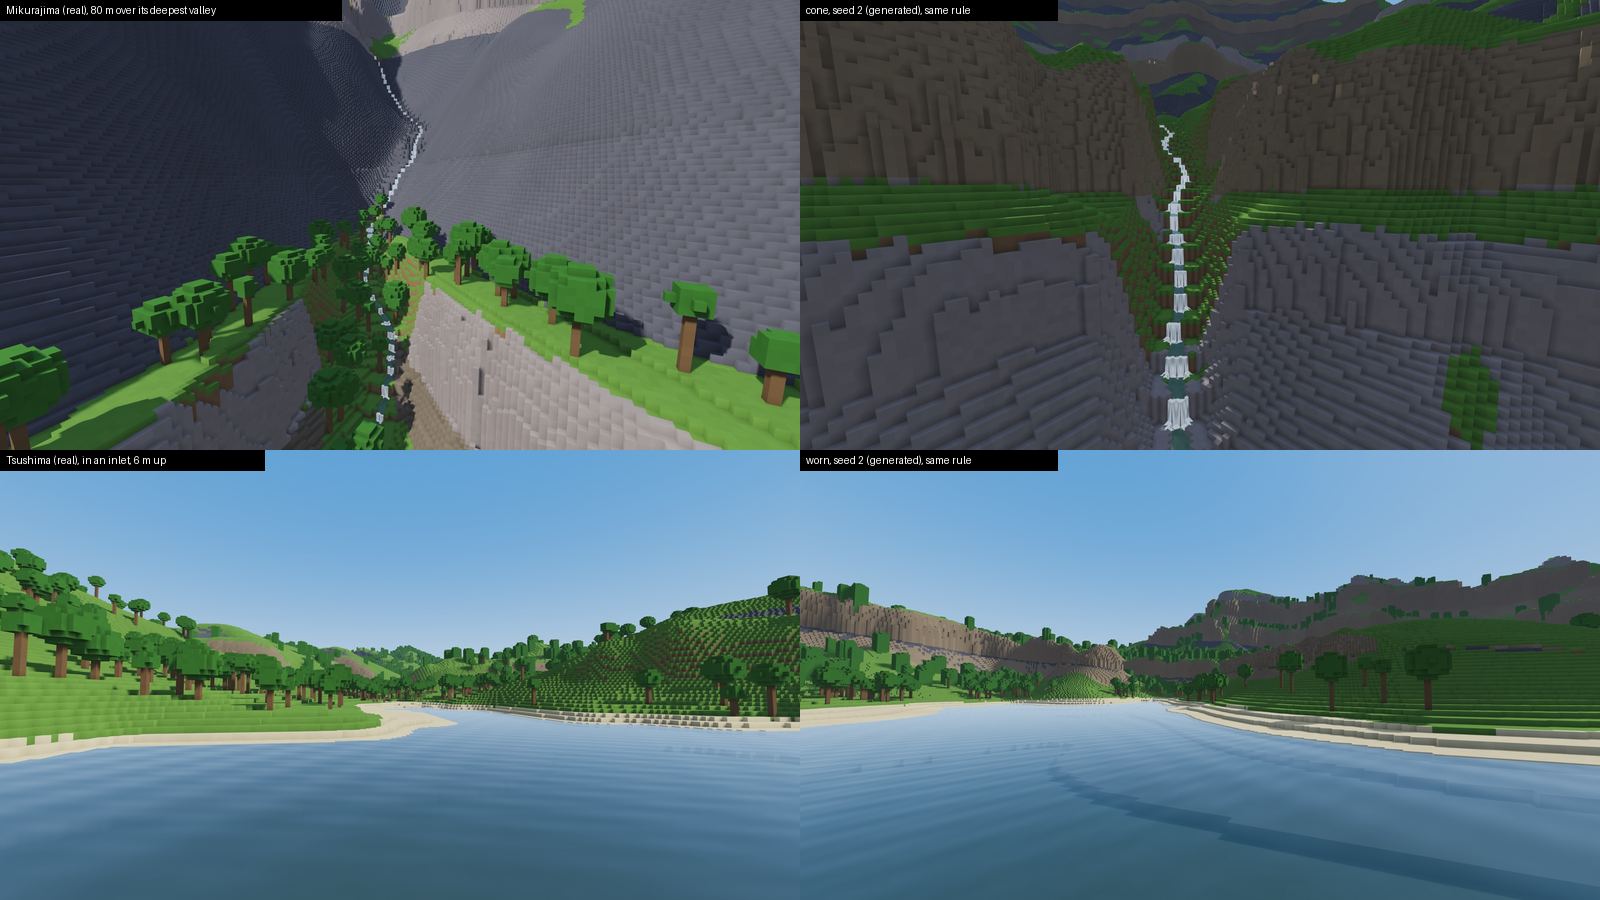 Mikurajima (real), 80 m over its deepest valley
cone, seed 2 (generated), same rule
Tsushima (real), in an inlet, 6 m up
worn, seed 2 (generated), same rule